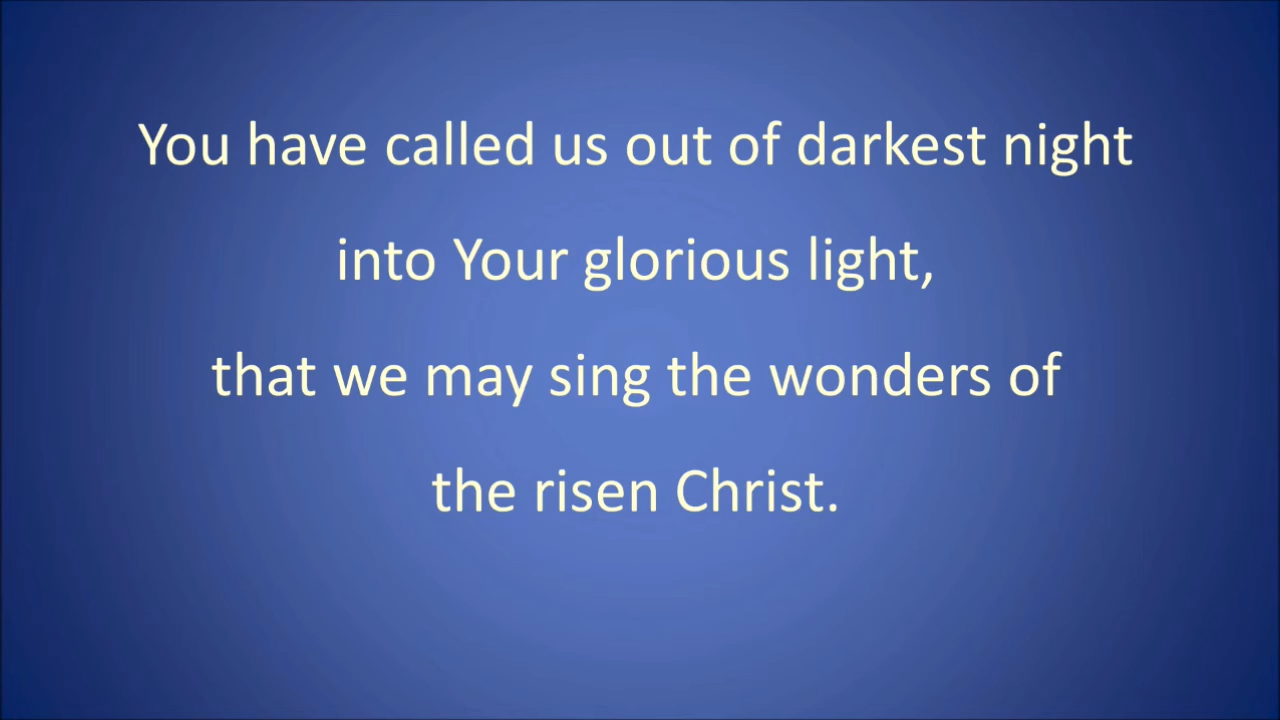 You have called us out of darkest night
into Your glorious light,
that we may sing the wonders of
the risen Christ.